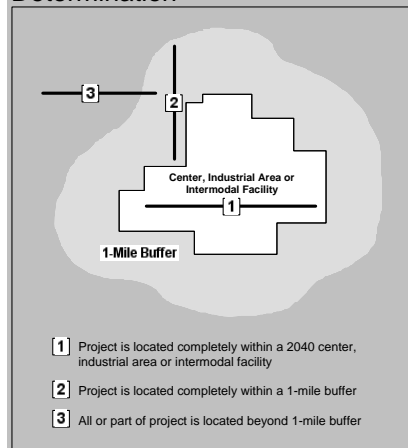 Determination
3
2
Center, Industrial Area or
Intermodal Facility
1
1-Mile Buffer
1 Project is located completely within a 2040 center,
industrial area or intermodal facility
2 Project is located completely within a 1-mile buffer
3 All or part of project is located beyond 1-mile buffer